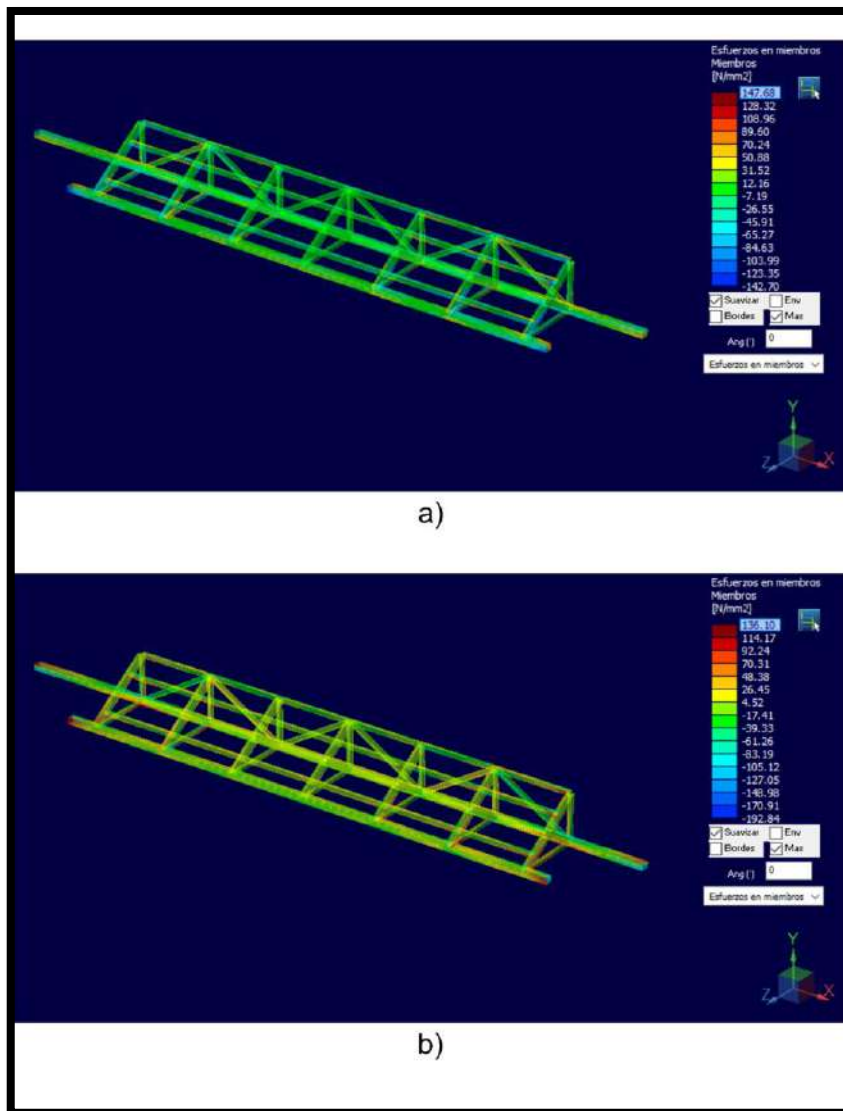 Esfuerzos en miembros
Miembros
[N/mm2]
147.68
128.32
108.96
89.60
70.24
50.88
31.52
12.16
-7.19
-26.55
-45.91
-65.27
-84.63
-103.99
-123.35
-142.70
Suavizar Env
Bordes Max
Ang(°) 0
Esfuerzos en miembros
Y
Z X
a)
Esfuerzos en miembros
Miembros
[N/mm2]
136.10
114.17
92.24
70.31
48.38
26.45
4.52
-17.41
-39.33
-61.26
-83.19
-105.12
-127.05
-148.98
-170.91
-192.84
Suavizar Env
Bordes Max
Ang(°) 0
Esfuerzos en miembros
Y
Z X
b)